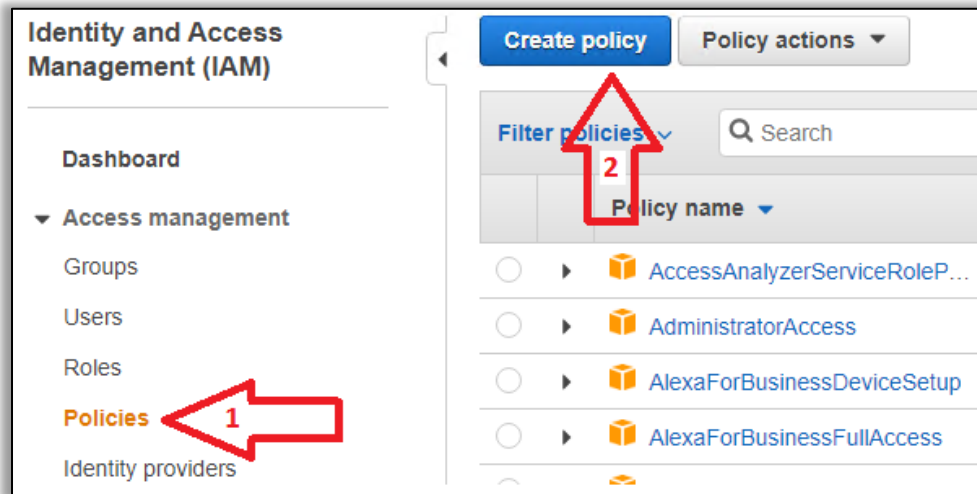 Identity and Access
Management (IAM)
Dashboard
Access management
Groups
Users
Roles
Policies
1
Identity providers
Create policy
Policy actions
Filter policies
Search
2
Policy name
AccessAnalyzerServiceRoleP...
AdministratorAccess
AlexaForBusinessDeviceSetup
AlexaForBusinessFullAccess